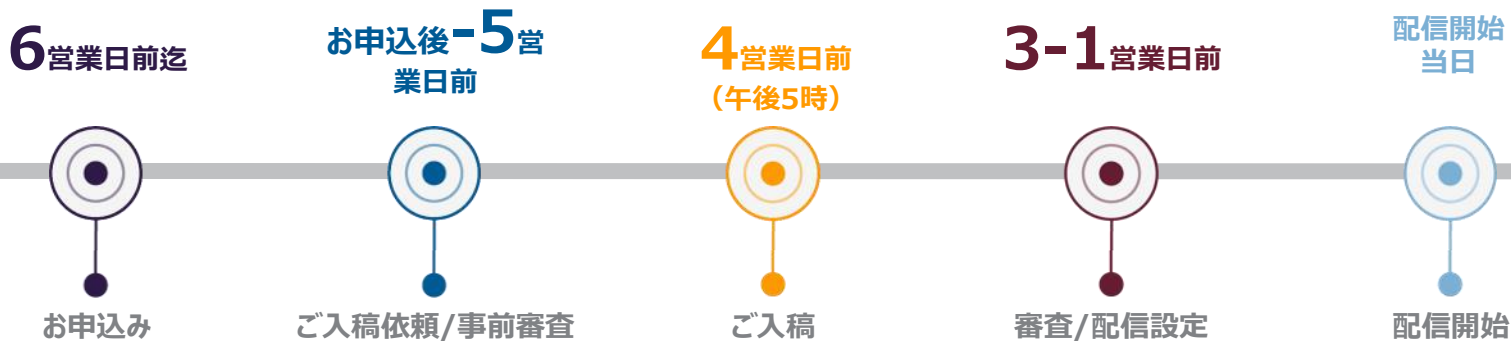 6営業日前迄
お申込後-5営
業日前
4営業日前
（午後5時）
3-1営業日前
配信開始
当日
お申込み
ご入稿依頼/事前審査
ご入稿
審査/配信設定
配信開始